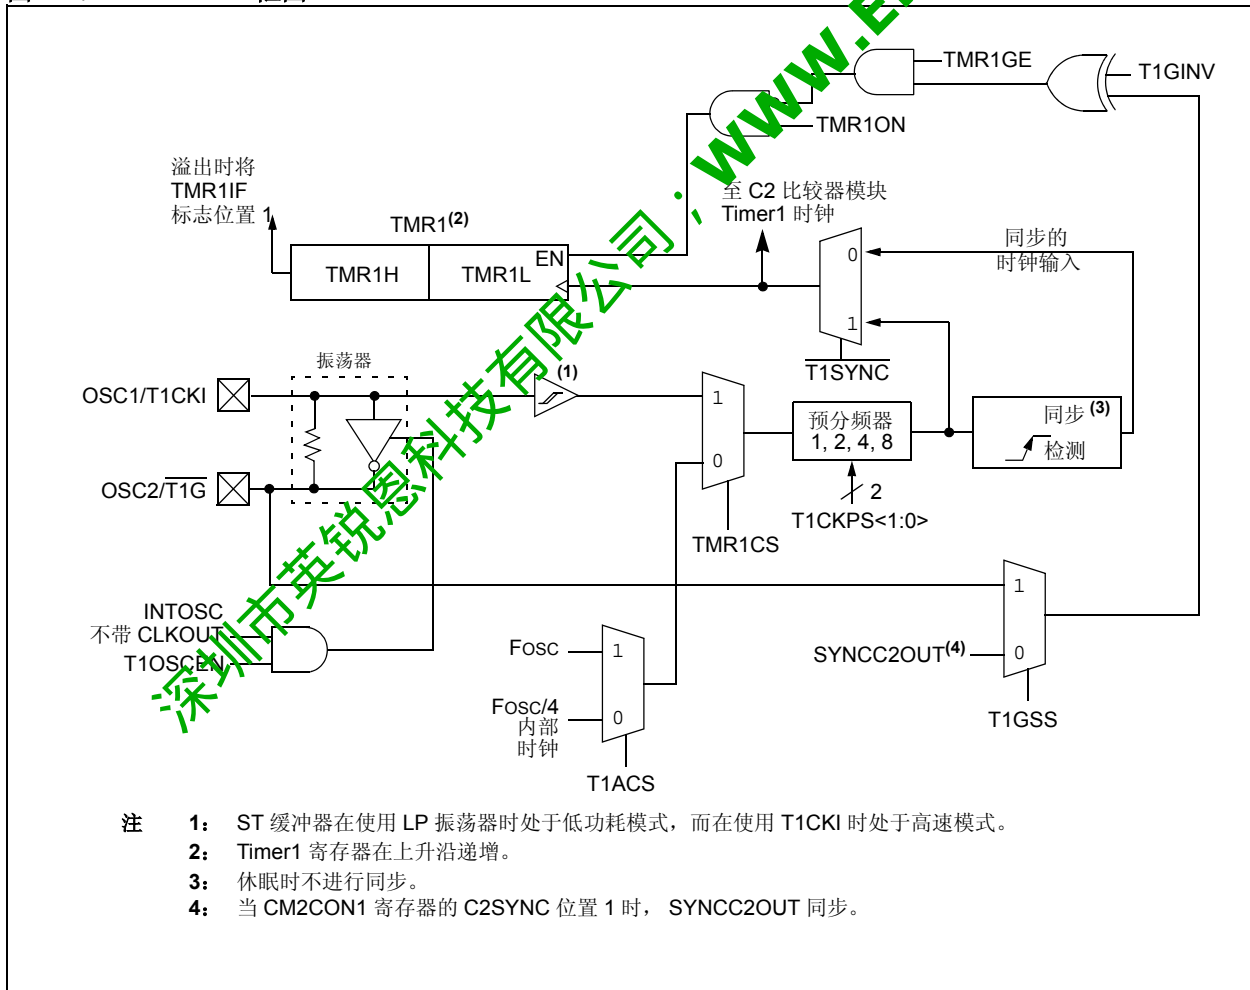 TMR1GE
T1GINV
TMR1ON
溢出时将
TMR1IF
标志位置 1
TMR1(2)
至 C2 比较器模块
Timer1 时钟
EN
TMR1H
TMR1L
0
1
同步的
时钟输入
T1SYNC
振荡器
(1)
OSC1/T1CKI
OSC2/T1G
1
0
TMR1CS
预分频器
1, 2, 4, 8
2
T1CKPS<1:0>
同步 (3)
检测
INTOSC
不带 CLKOUT
T1OSCEN
FOSC
FOSC/4
内部
时钟
1
0
T1ACS
SYNCC2OUT(4)
1
0
T1GSS
注 1: ST 缓冲器在使用 LP 振荡器时处于低功耗模式，而在使用 T1CKI 时处于高速模式。
2: Timer1 寄存器在上升沿递增。
3: 休眠时不进行同步。
4: 当 CM2CON1 寄存器的 C2SYNC 位置 1 时， SYNCC2OUT 同步。
深圳市英锐恩科技有限公司；www.E